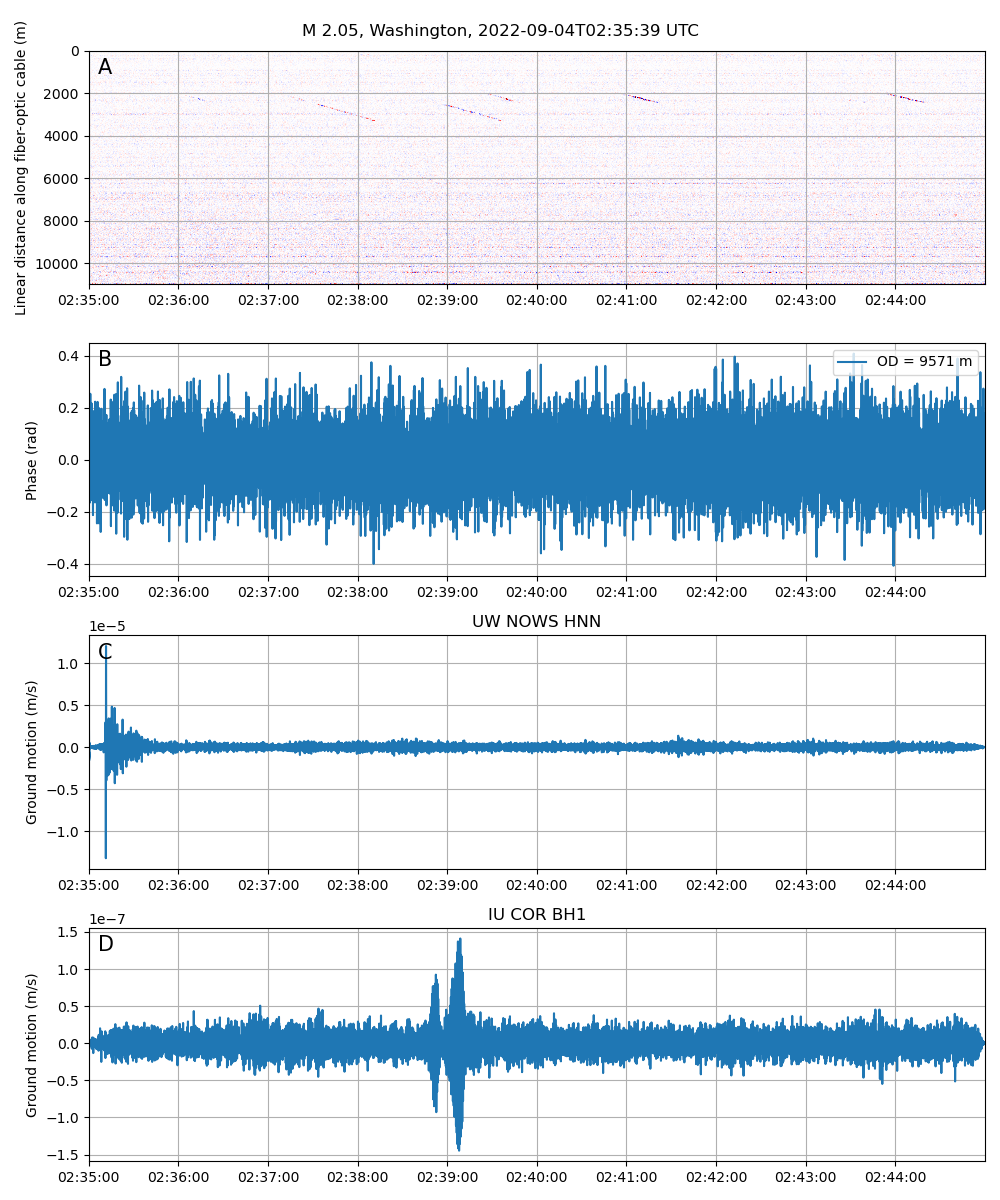 M 2.05, Washington, 2022-09-04T02:35:39 UTC
A
Linear distance along fiber-optic cable (m)
0
2000
4000
6000
8000
10000
02:35:00 02:36:00 02:37:00 02:38:00 02:39:00 02:40:00 02:41:00 02:42:00 02:43:00 02:44:00
B
OD = 9571 m
Phase (rad)
0.4
0.2
0.0
−0.2
−0.4
02:35:00 02:36:00 02:37:00 02:38:00 02:39:00 02:40:00 02:41:00 02:42:00 02:43:00 02:44:00
UW NOWS HNN
1e−5
C
Ground motion (m/s)
1.0
0.5
0.0
−0.5
−1.0
02:35:00 02:36:00 02:37:00 02:38:00 02:39:00 02:40:00 02:41:00 02:42:00 02:43:00 02:44:00
IU COR BH1
1e−7
D
Ground motion (m/s)
1.5
1.0
0.5
0.0
−0.5
−1.0
−1.5
02:35:00 02:36:00 02:37:00 02:38:00 02:39:00 02:40:00 02:41:00 02:42:00 02:43:00 02:44:00